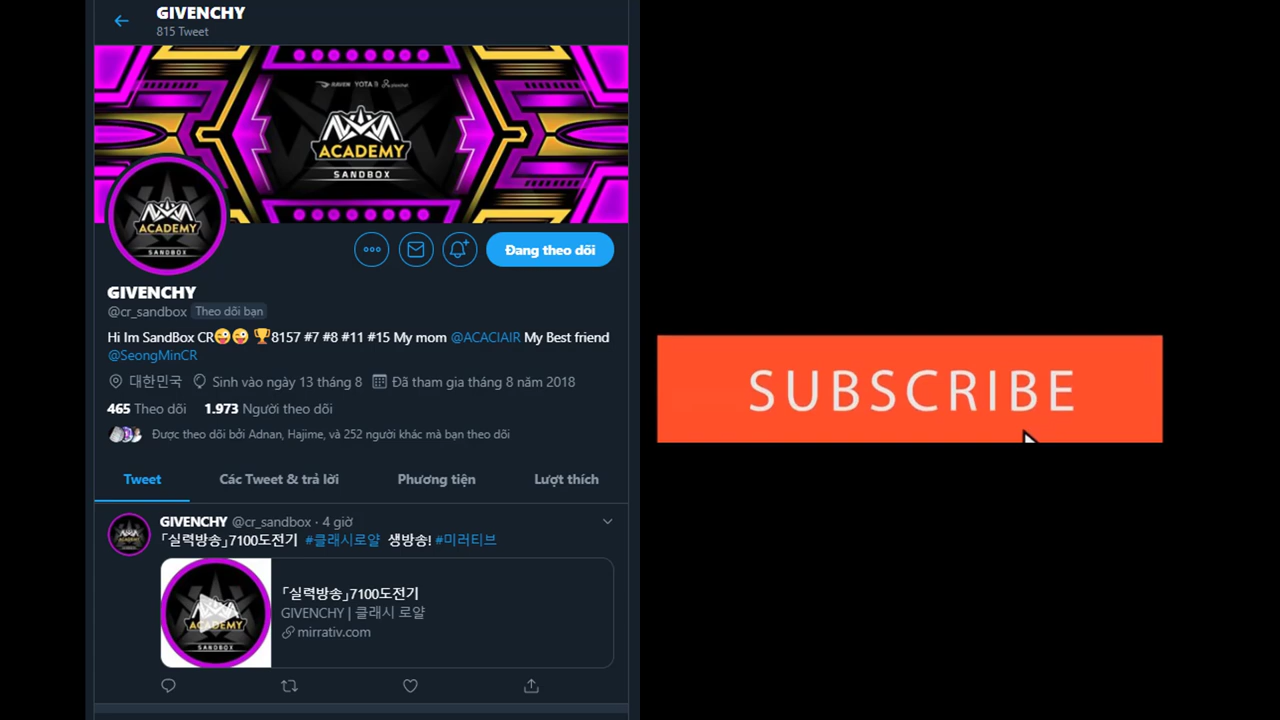 GIVENCHY
815 Tweet
RAVEN YOTA
ACADEMY
SANDBOX
ACADEMY
SANDBOX
Đang theo dõi
GIVENCHY
@cr_sandbox Theo dõi bạn
Hi Im SandBox CR😜😜 🏆8157 #7 #8 #11 #15 My mom @ACACIAIR My Best friend
@SeongMinCR
대한민국 Sinh vào ngày 13 tháng 8 Đã tham gia tháng 8 năm 2018
465 Theo dõi 1.973 Người theo dõi
Được theo dõi bởi Adnan, Hajime, và 252 người khác mà bạn theo dõi
Tweet Các Tweet & trả lời Phương tiện Lượt thích
GIVENCHY @cr_sandbox · 4 giờ
「실력방송」7100도전기 #클래시로얄 생방송! #미러티브
ACADEMY
SANDBOX
「실력방송」7100도전기
GIVENCHY | 클래시 로얄
mirrativ.com
SUBSCRIBE